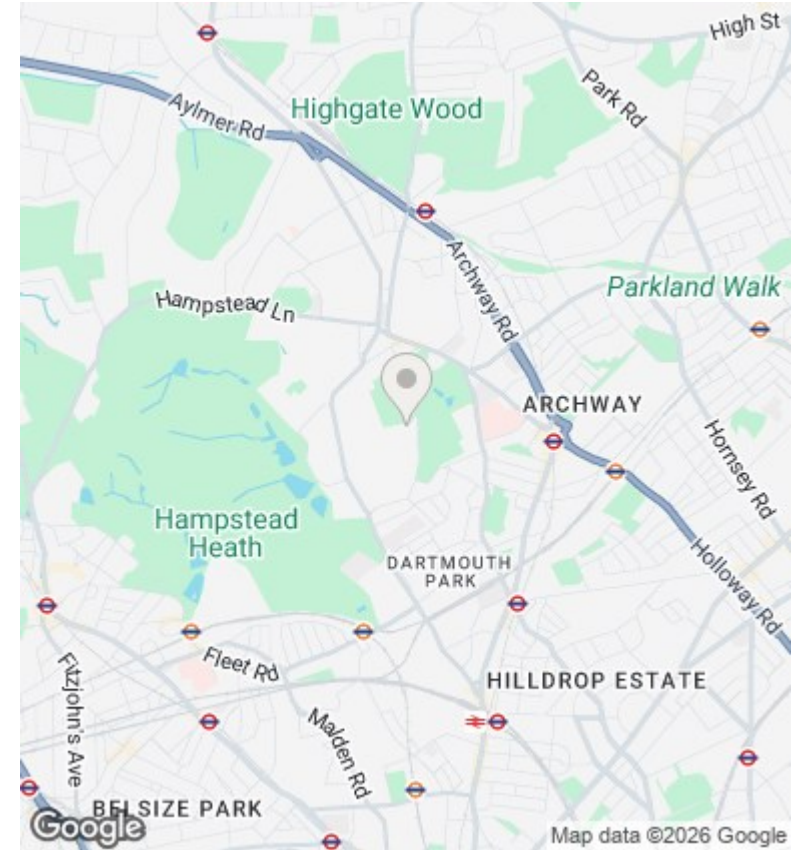 High St
Park Rd
Aylmer Rd
Highgate Wood
Archway Rd
Parkland Walk
Hampstead Ln
ARCHWAY
Hornsey Rd
Hampstead
Heath
DARTMOUTH
PARK
Holloway Rd
Fleet Rd
Fitzjohn's Ave
HILLDROP ESTATE
Malden Rd
BELSIZE PARK
Google
Map data ©2026 Google